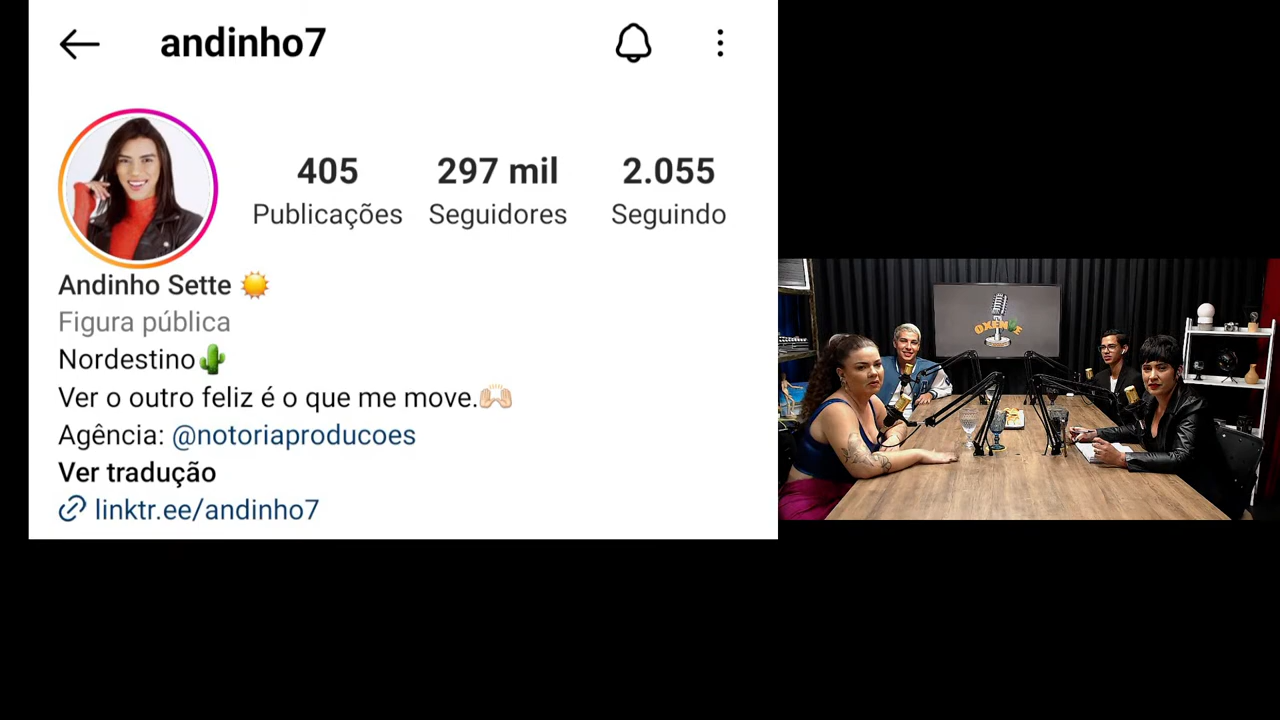 andinho7
405 297 mil 2.055
Publicações Seguidores Seguindo
Andinho Sette ☀️
Figura pública
Nordestino🌵
Ver o outro feliz é o que me move.🙌🏻
Agência: @notoriaproducoes
Ver tradução
linktr.ee/andinho7
OXENTE